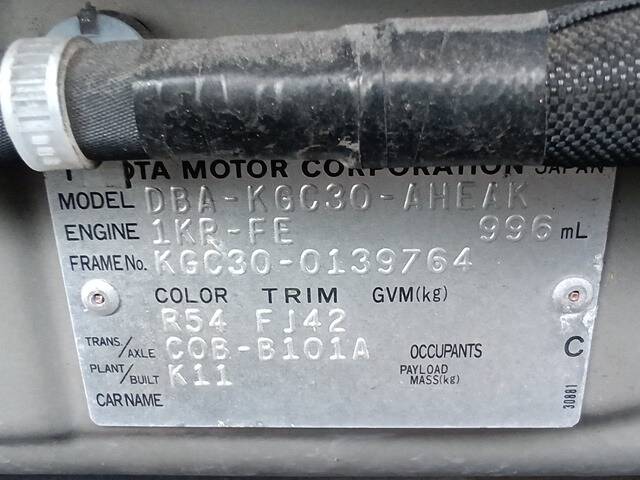 OTA MOTOR CORPORATION JAPAN
MODEL DBA-KGC30-AHEAK
ENGINE 1KR-FE 996 mL
FRAME No. KGC30-0139764
COLOR TRIM GVM(kg)
R54 FJ42
TRANS./AXLE C0B-B101A OCCUPANTS C
PLANT/BUILT K11 PAYLOAD MASS(kg)
CAR NAME
30881